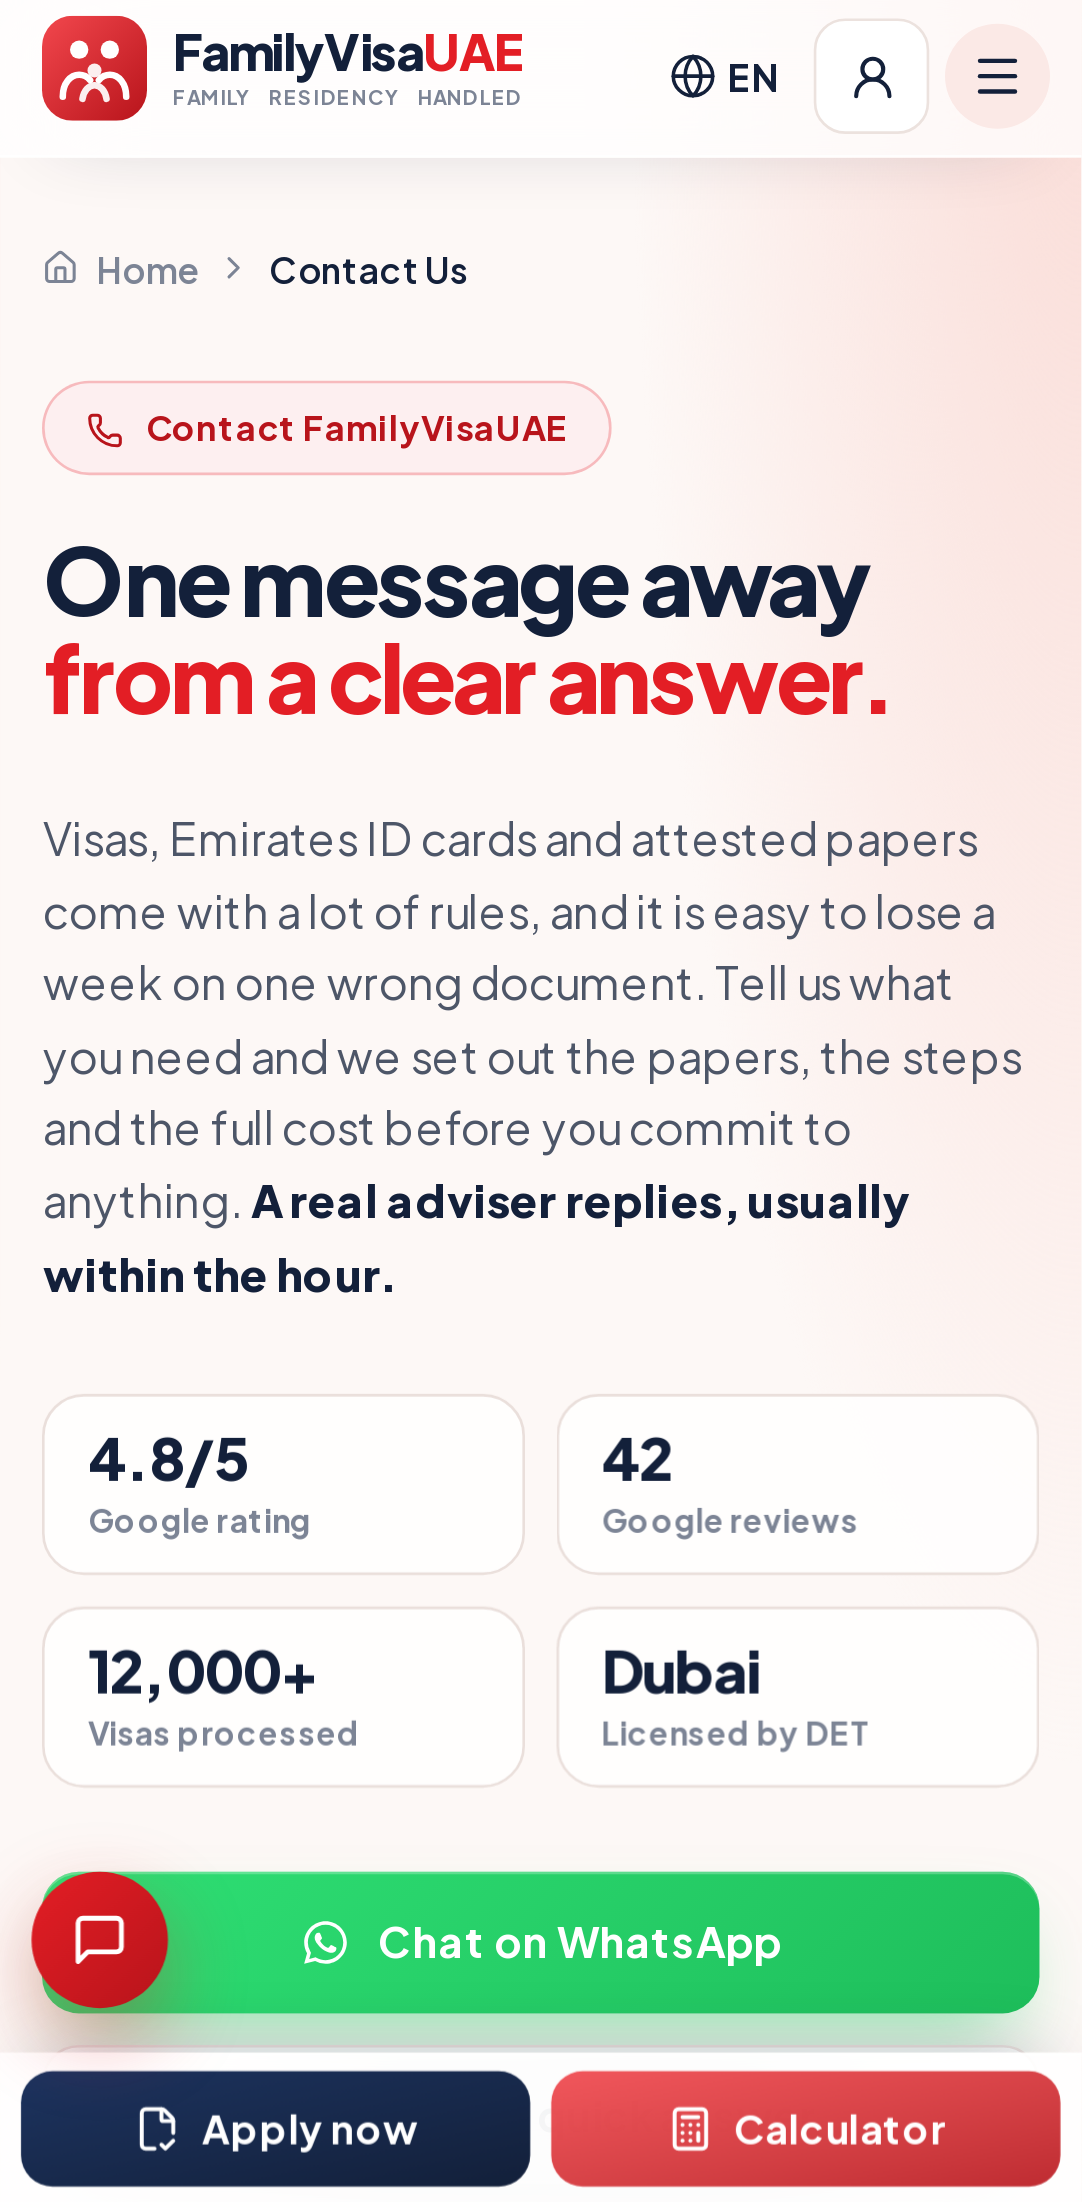 FamilyVisaUAE
FAMILY RESIDENCY HANDLED
EN
Home > Contact Us
Contact FamilyVisaUAE
One message away
from a clear answer.
Visas, Emirates ID cards and attested papers
come with a lot of rules, and it is easy to lose a
week on one wrong document. Tell us what
you need and we set out the papers, the steps
and the full cost before you commit to
anything. A real adviser replies, usually
within the hour.
4.8/5
Google rating
42
Google reviews
12,000+
Visas processed
Dubai
Licensed by DET
Chat on WhatsApp
Apply now
Calculator